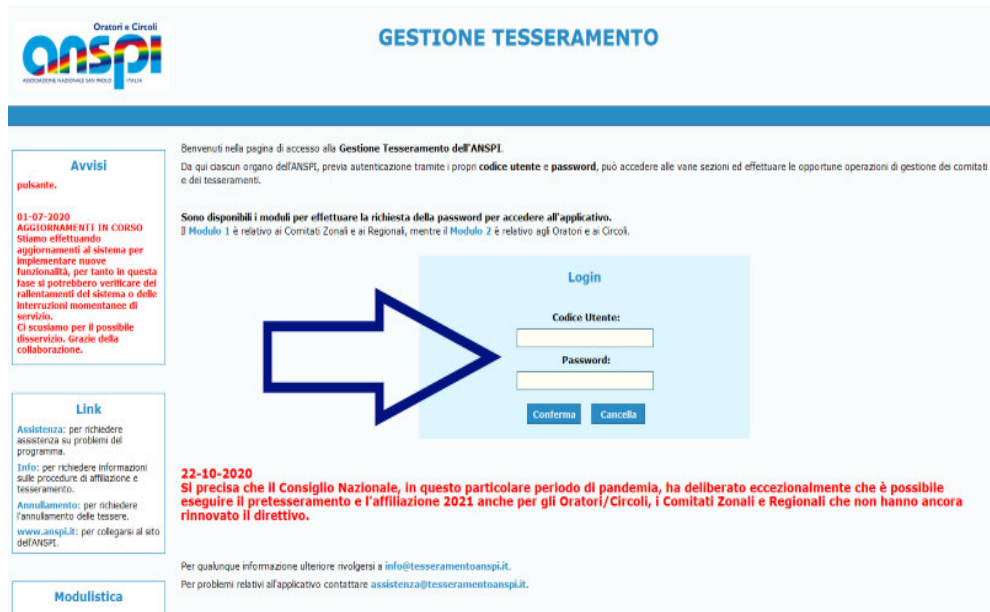 Oratori e Circoli
anspi
ASSOCIAZIONE NAZIONALE SAN PAOLO ITALIA
GESTIONE TESSERAMENTO
Avvisi
pulsante.
01-07-2020
AGGIORNAMENTI IN CORSO
Stiamo effettuando
aggiornamenti al sistema per
implementare nuove
funzionalità, per tanto in questa
fase si potrebbero verificare dei
rallentamenti del sistema o delle
interruzioni momentanee di
servizio.
Ci scusiamo per il possibile
disservizio. Grazie della
collaborazione.
Link
Assistenza: per richiedere
assistenza su problemi del
programma.
Info: per richiedere informazioni
sulle procedure di affiliazione e
tesseramento.
Annullamento: per richiedere
l'annullamento delle tessere.
www.anspi.it: per collegarsi al sito
dell'ANSPI.
Modulistica
Benvenuti nella pagina di accesso alla Gestione Tesseramento dell'ANSPI.
Da qui ciascun organo dell'ANSPI, previa autenticazione tramite i propri codice utente e password, può accedere alle varie sezioni ed effettuare le opportune operazioni di gestione dei comitati
e dei tesseramenti.
Sono disponibili i moduli per effettuare la richiesta della password per accedere all'applicativo.
Il Modulo 1 è relativo ai Comitati Zonali e ai Regionali, mentre il Modulo 2 è relativo agli Oratori e ai Circoli.
Login
Codice Utente:
Password:
Conferma Cancella
22-10-2020
Si precisa che il Consiglio Nazionale, in questo particolare periodo di pandemia, ha deliberato eccezionalmente che è possibile
eseguire il pretesseramento e l'affiliazione 2021 anche per gli Oratori/Circoli, i Comitati Zonali e Regionali che non hanno ancora
rinnovato il direttivo.
Per qualunque informazione ulteriore rivolgersi a info@tesseramentoanspi.it.
Per problemi relativi all'applicativo contattare assistenza@tesseramentoanspi.it.